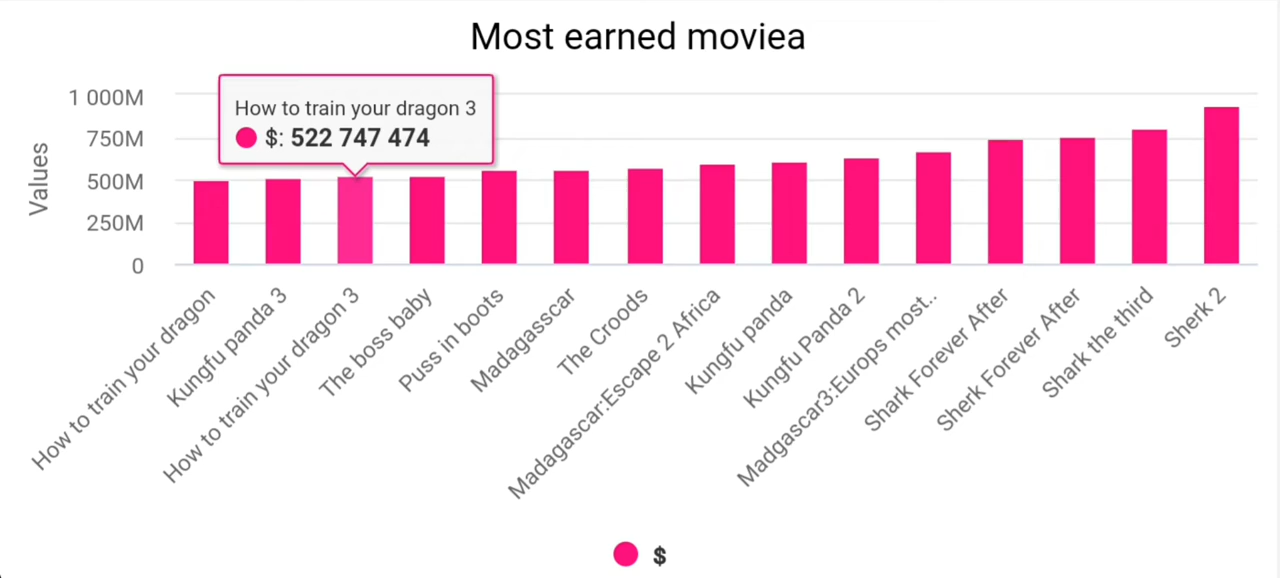 Most earned moviea
How to train your dragon 3
$: 522 747 474
Values
1 000M
750M
500M
250M
0
How to train your dragon
Kungfu panda 3
How to train your dragon 3
The boss baby
Puss in boots
Madagasscar
The Croods
Madagascar:Escape 2 Africa
Kungfu panda
Kungfu Panda 2
Madgascar3:Europs most..
Shark Forever After
Sherk Forever After
Shark the third
Sherk 2
$